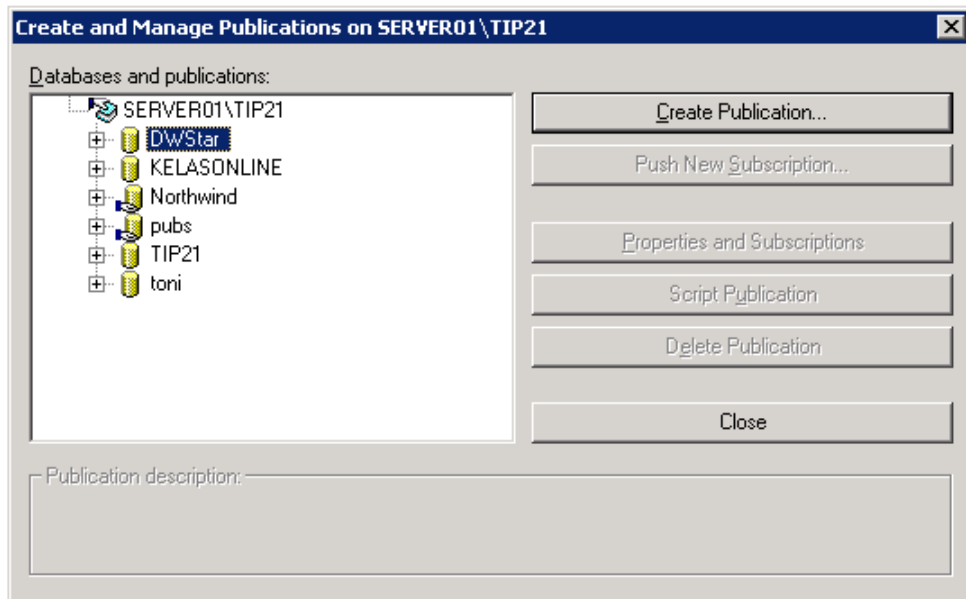 Create and Manage Publications on SERVER01\TIP21
Databases and publications:
SERVER01\TIP21
DWStar
KELASONLINE
Northwind
pubs
TIP21
toni
Create Publication...
Push New Subscription...
Properties and Subscriptions
Script Publication
Delete Publication
Close
Publication description: